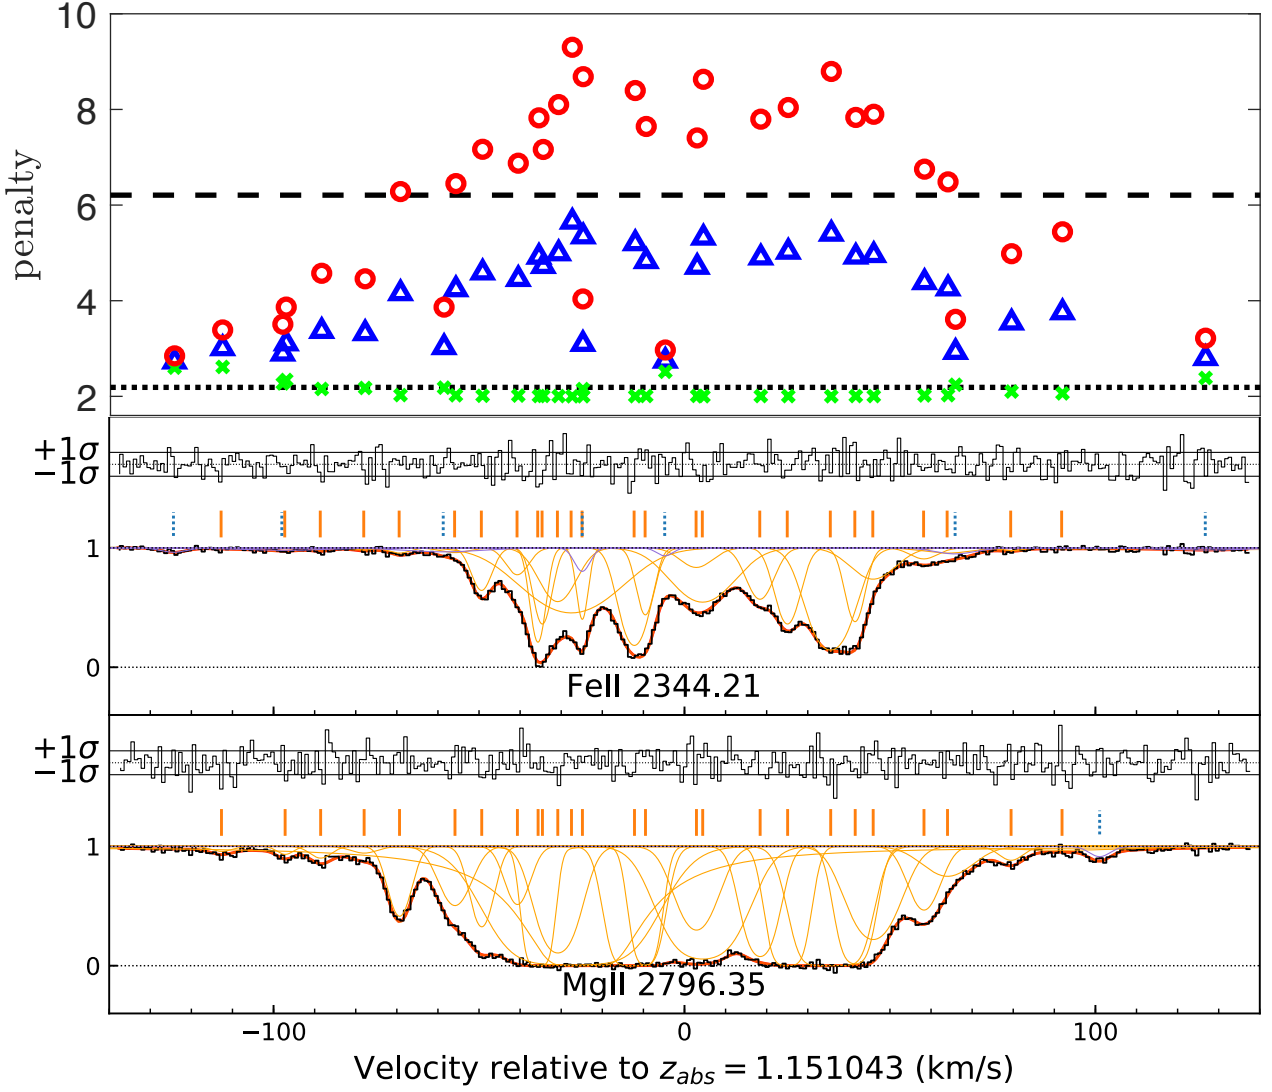 10
8
6
4
2
penalty
+1σ
−1σ
1
0
FeII 2344.21
+1σ
−1σ
1
0
MgII 2796.35
−100
0
100
Velocity relative to z_abs = 1.151043 (km/s)